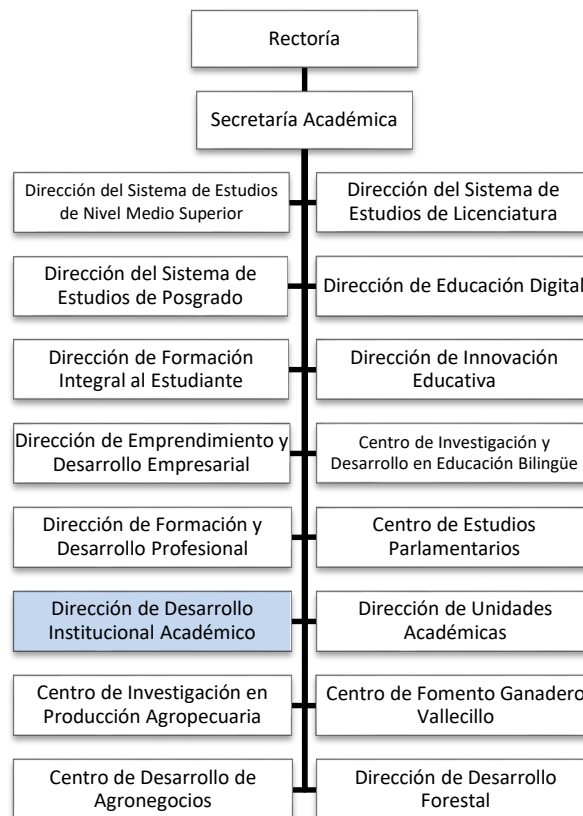 Rectoría
Secretaría Académica
Dirección del Sistema de Estudios
de Nivel Medio Superior
Dirección del Sistema de
Estudios de Licenciatura
Dirección del Sistema de
Estudios de Posgrado
Dirección de Educación Digital
Dirección de Formación
Integral al Estudiante
Dirección de Innovación
Educativa
Dirección de Emprendimiento y
Desarrollo Empresarial
Centro de Investigación y
Desarrollo en Educación Bilingüe
Dirección de Formación y
Desarrollo Profesional
Centro de Estudios
Parlamentarios
Dirección de Desarrollo
Institucional Académico
Dirección de Unidades
Académicas
Centro de Investigación en
Producción Agropecuaria
Centro de Fomento Ganadero
Vallecillo
Centro de Desarrollo de
Agronegocios
Dirección de Desarrollo
Forestal